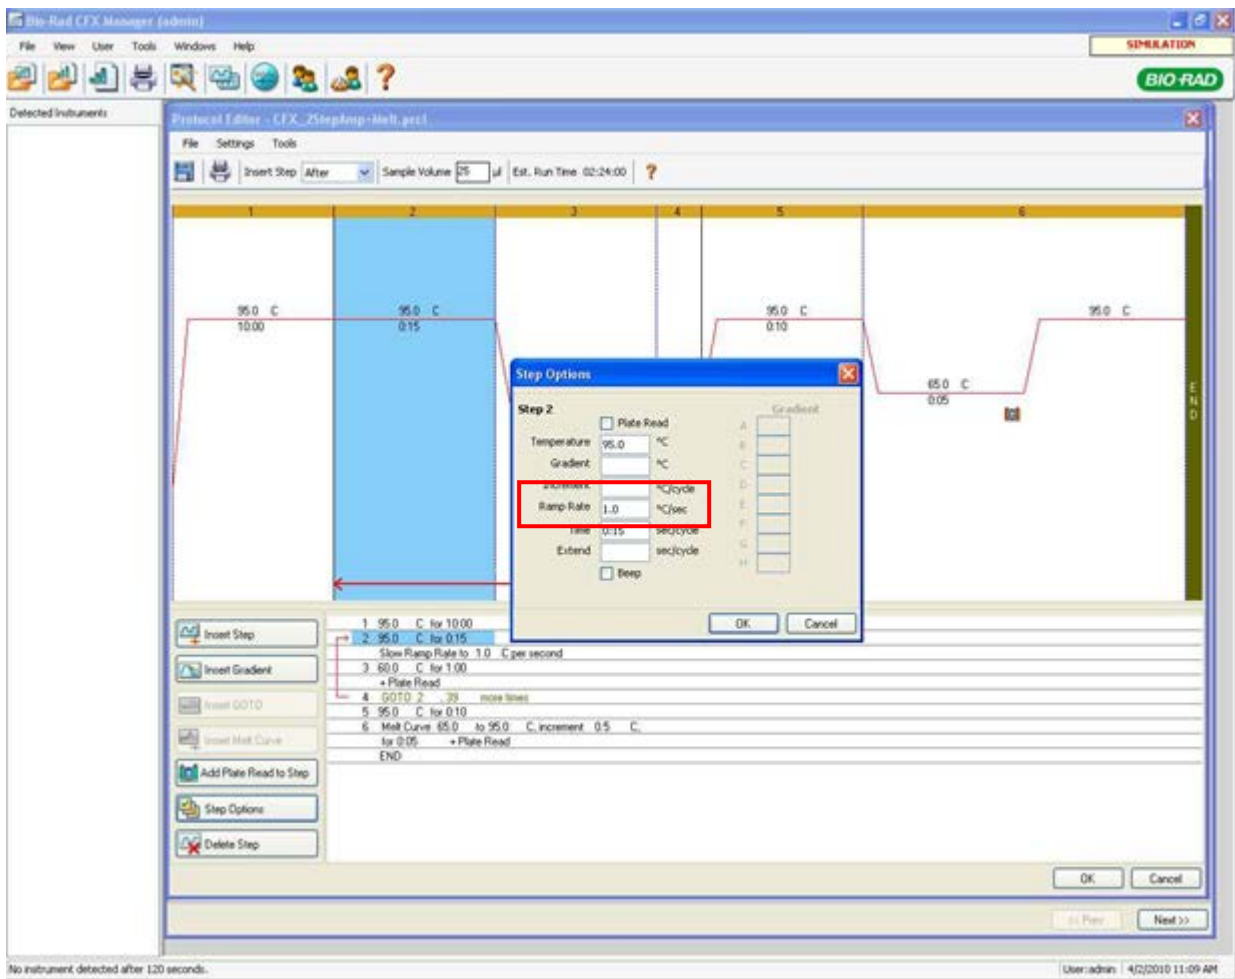 Bio-Rad CFX Manager (admin)
File View User Tools Windows Help
SIMULATION
BIO-RAD
Detected Instruments
Protocol Editor - CFX_2StepAmp+Melt.prcl
File Settings Tools
Insert Step After Sample Volume 25 µl Est. Run Time 02:24:00 ?
1 2 3 4 5 6
95.0 C 95.0 C 95.0 C 95.0 C
10:00 0:15 0:10
65.0 C
0:05
END
Step Options
Step 2
Plate Read
Gradient
Temperature 95.0 °C
Gradient °C
Increment °C/cycle
Ramp Rate 1.0 °C/sec
Time 0:15 sec/cycle
Extend sec/cycle
Beep
A
B
C
D
E
F
G
H
OK Cancel
Insert Step
Insert Gradient
Insert GOTO
Insert Melt Curve
Add Plate Read to Step
Step Options
Delete Step
1 95.0 C for 10:00
2 95.0 C for 0:15
Slow Ramp Rate to 1.0 C per second
3 60.0 C for 1:00
+ Plate Read
4 GOTO 2 , 39 more times
5 95.0 C for 0:10
6 Melt Curve 65.0 to 95.0 C, increment 0.5 C,
for 0:05 + Plate Read
END
OK Cancel
<< Prev Next >>
No instrument detected after 120 seconds.
User: admin 4/2/2010 11:09 AM